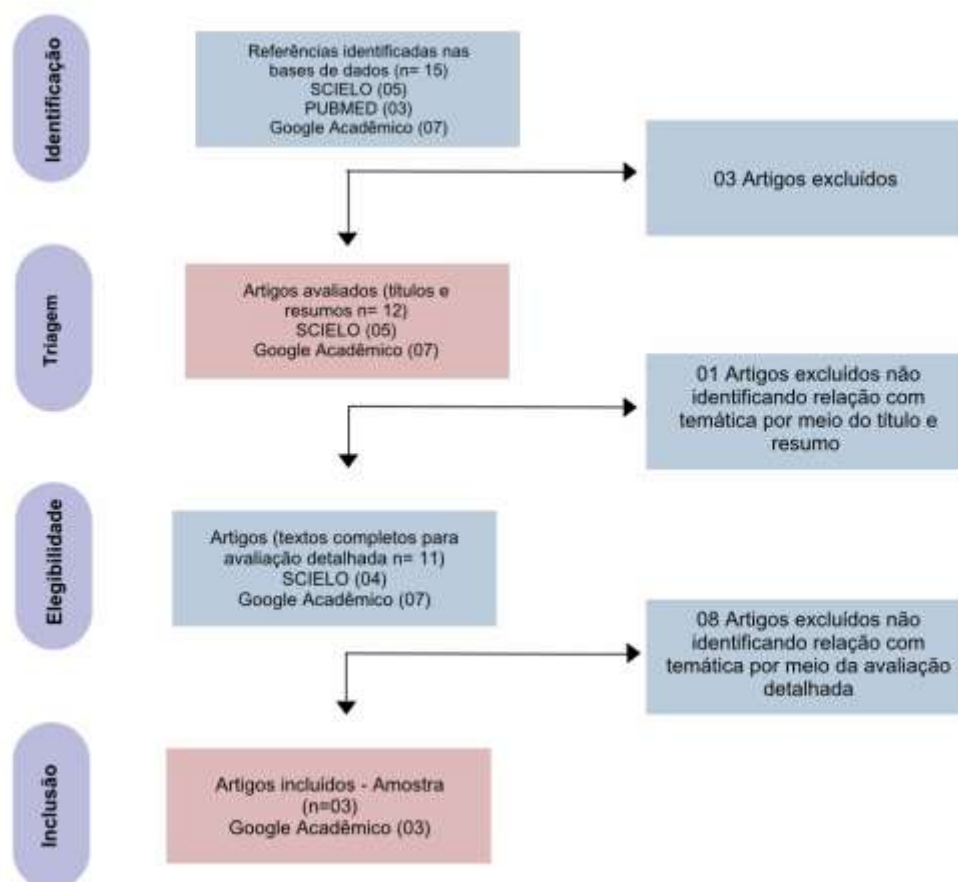 Identificação
Referências identificadas nas
bases de dados (n= 15)
SCIELO (05)
PUBMED (03)
Google Acadêmico (07)
03 Artigos excluídos
Triagem
Artigos avaliados (títulos e
resumos n= 12)
SCIELO (05)
Google Acadêmico (07)
01 Artigos excluídos não
identificando relação com
temática por meio do título e
resumo
Elegibilidade
Artigos (textos completos para
avaliação detalhada n= 11)
SCIELO (04)
Google Acadêmico (07)
08 Artigos excluídos não
identificando relação com
temática por meio da avaliação
detalhada
Inclusão
Artigos incluídos - Amostra
(n=03)
Google Acadêmico (03)